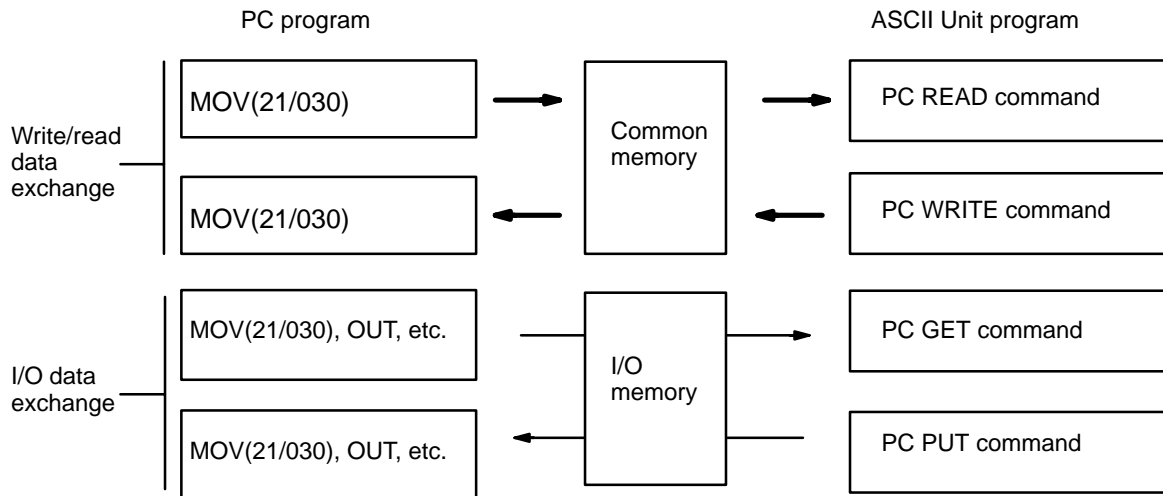 PC program
ASCII Unit program
Write/read
data
exchange
MOV(21/030)
Common
memory
PC READ command
MOV(21/030)
PC WRITE command
I/O data
exchange
MOV(21/030), OUT, etc.
I/O
memory
PC GET command
MOV(21/030), OUT, etc.
PC PUT command